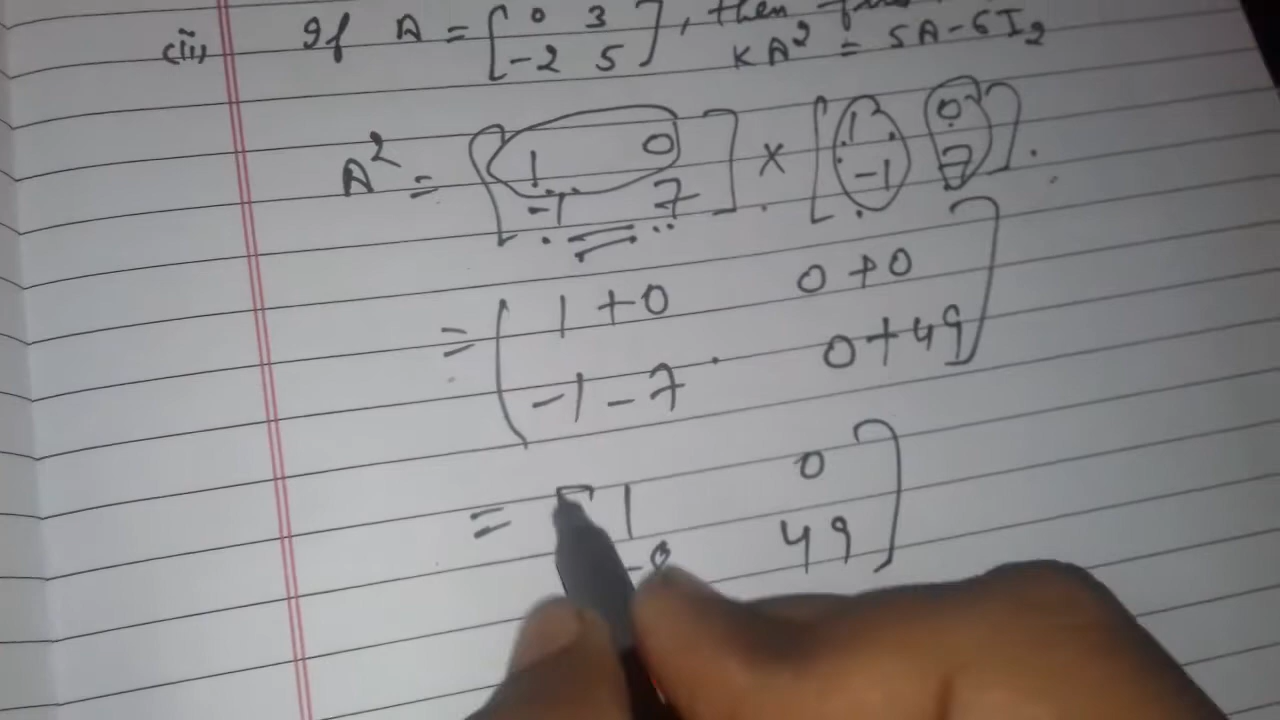 (ii) If A = [ 0 3
-2 5 ], then
KA² = 5A-6I₂
A² = [ 1 0
-1 7 ] × [ 1 0
-1 7 ].
= [ 1+0 0+0
-1-7 0+49 ]
= [ 1 0
-8 49 ]